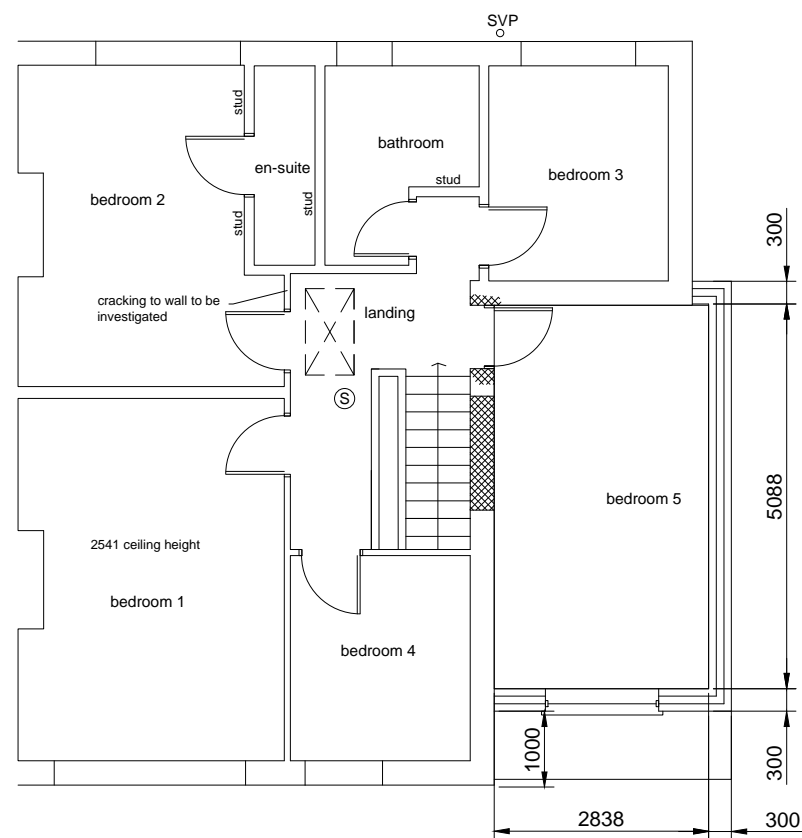 SVP
stud
bathroom
en-suite
stud
bedroom 3
bedroom 2
stud
stud
300
cracking to wall to be
investigated
landing
S
bedroom 5
5088
2541 ceiling height
bedroom 1
bedroom 4
1000
300
2838
300